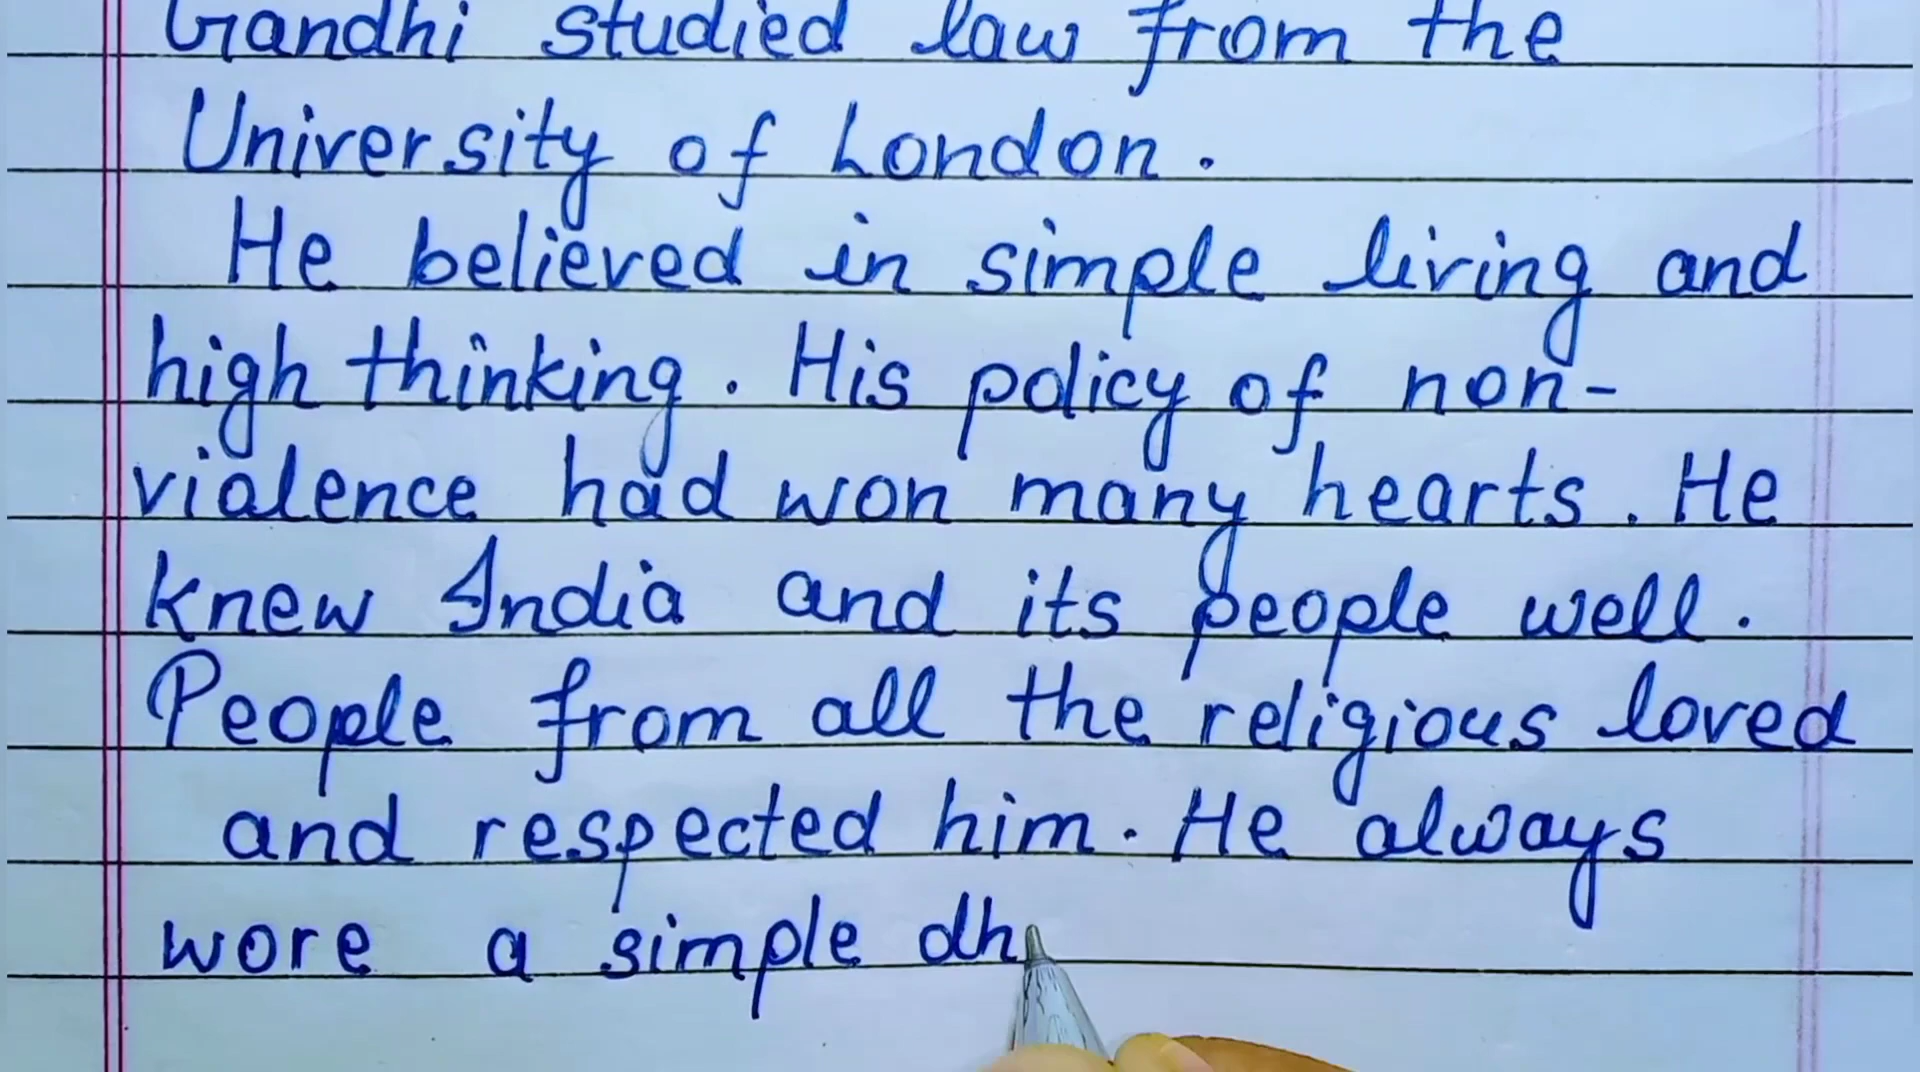 Gandhi studied law from the
University of London.
He believed in simple living and
high thinking. His policy of non-
violence had won many hearts. He
knew India and its people well.
People from all the religious loved
and respected him. He always
wore a simple dh